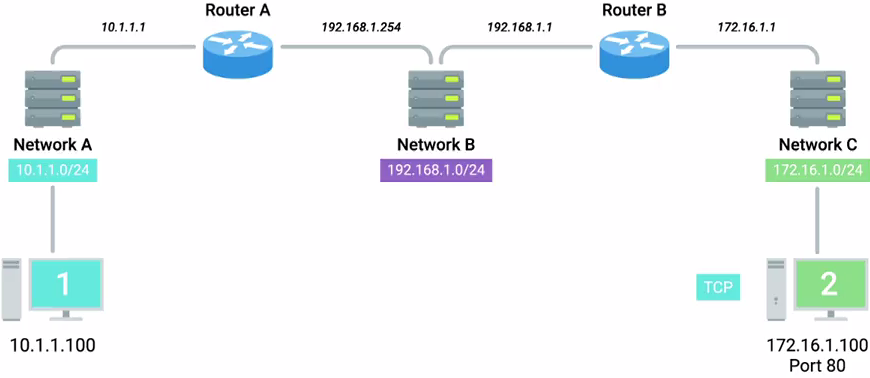 Router A
Router B
10.1.1.1
192.168.1.254
192.168.1.1
172.16.1.1
Network A
Network B
Network C
10.1.1.0/24
192.168.1.0/24
172.16.1.0/24
1
TCP
2
10.1.1.100
172.16.1.100
Port 80